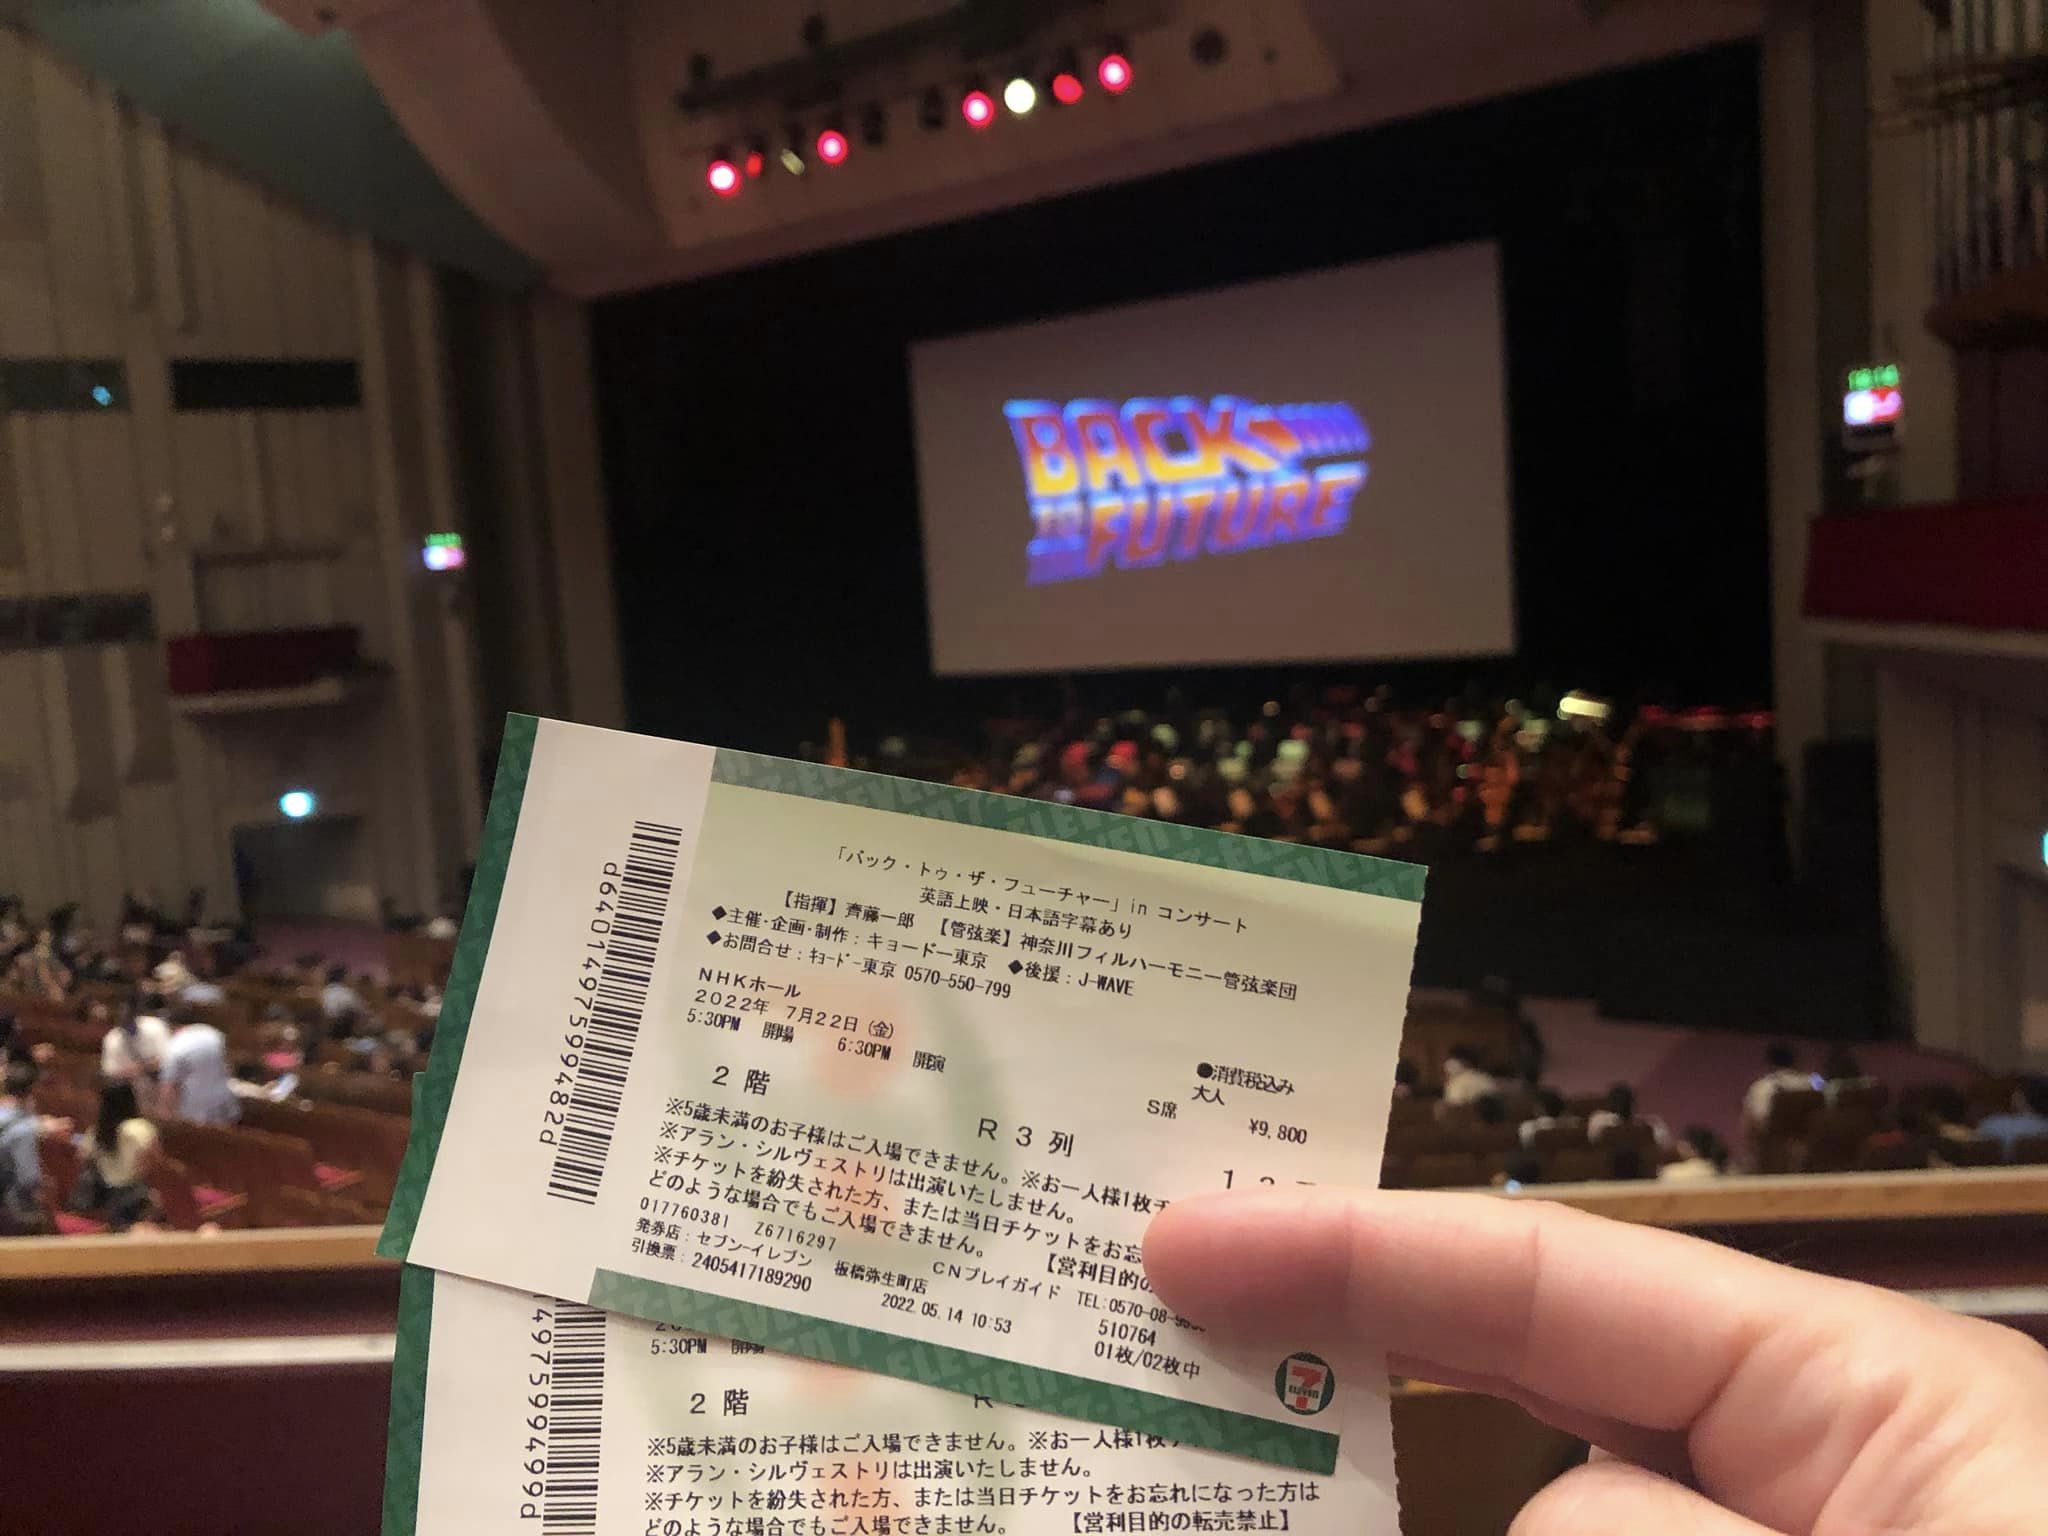 BACK
TO
FUTURE
7-ELEVEN
「バック・トゥ・ザ・フューチャー」in コンサート
英語上映・日本語字幕あり
【指揮】齊藤一郎 【管弦楽】神奈川フィルハーモニー管弦楽団
◆主催・企画・制作：キョードー東京 ◆後援：J-WAVE
◆お問合せ：ｷｮｰﾄﾞｰ東京 0570-550-799
NHKホール
2022年 7月22日（金）
5:30PM 開場 6:30PM 開演
●消費税込み
大人
2階 R3列 S席 ¥9,800
※5歳未満のお子様はご入場できません。※お一人様1枚
※アラン・シルヴェストリは出演いたしません。
※チケットを紛失された方、または当日チケットをお忘
どのような場合でもご入場できません。 【営利目的の
017760381 Z6716297
CNプレイガイド TEL:0570-08-
発券店：セブン-イレブン 板橋弥生町店 510764
引換票：2405417189290 2022.05.14 10:53 01枚/02枚中
d6401497599482d
7
ELEVEN
5:30PM 開場
2階 R
※5歳未満のお子様はご入場できません。※お一人様1枚
※アラン・シルヴェストリは出演いたしません。
※チケットを紛失された方、または当日チケットをお忘れになった方は
どのような場合でもご入場できません。 【営利目的の転売禁止】
14975994999d